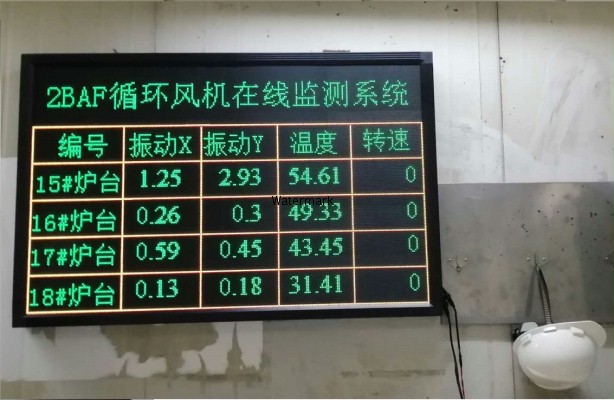 2BAF循环风机在线监测系统
编号 振动X 振动Y 温度 转速
15#炉台 1.25 2.93 54.61 0
Watermark
16#炉台 0.26 0.3 49.33 0
17#炉台 0.59 0.45 43.45 0
18#炉台 0.13 0.18 31.41 0